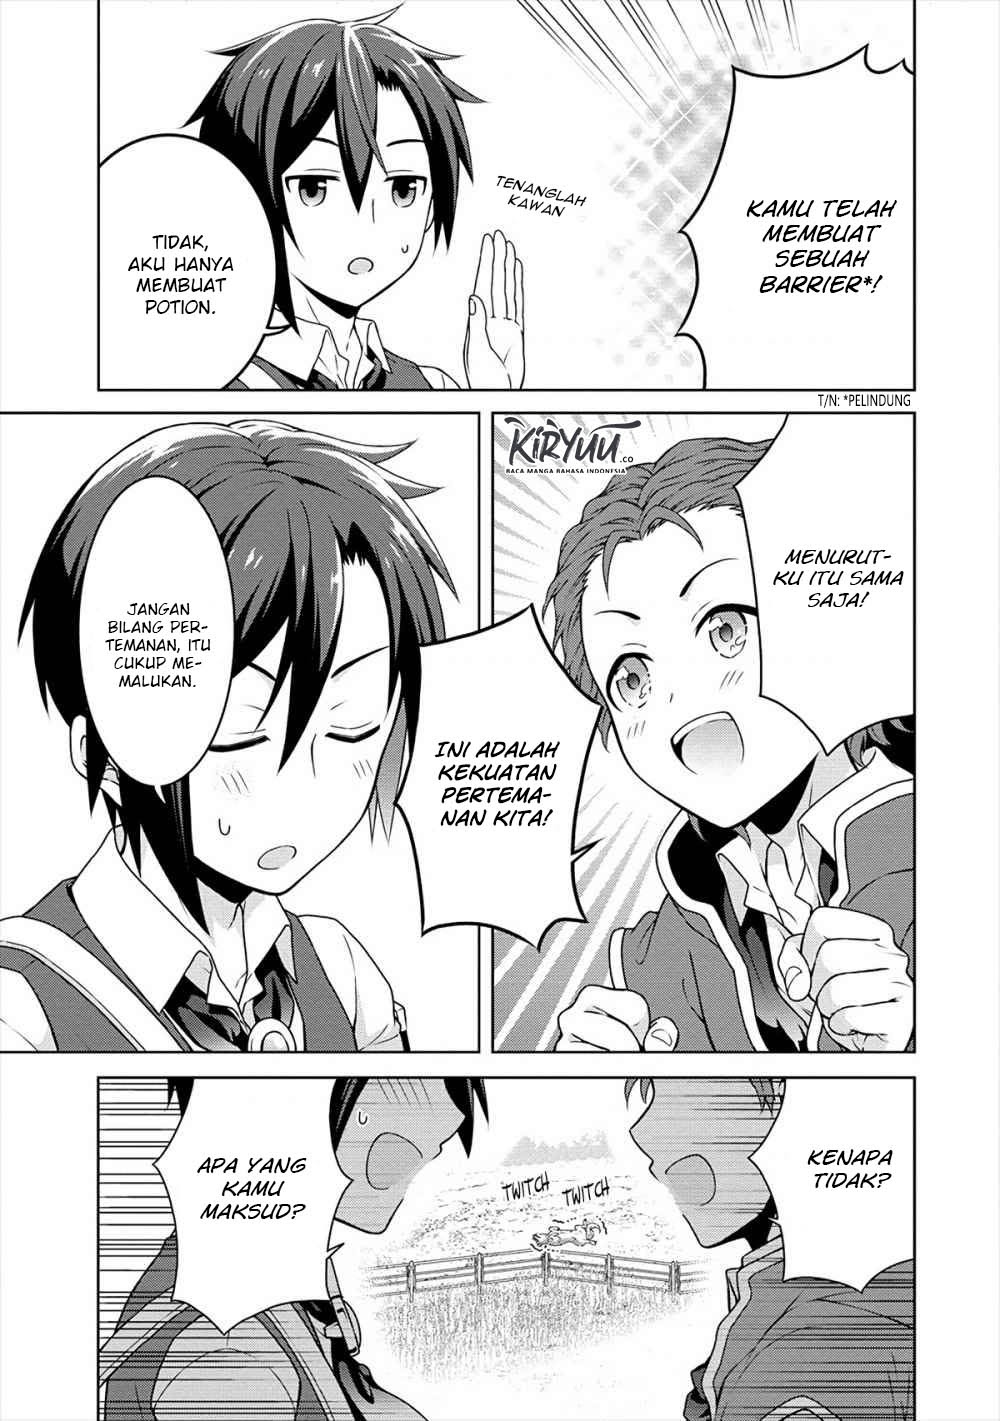 KAMU TELAH
MEMBUAT
SEBUAH
BARRIER*!
TENANGLAH
KAWAN
TIDAK,
AKU HANYA
MEMBUAT
POTION.
T/N: *PELINDUNG
KIRYUU.CO
BACA MANGA BAHASA INDONESIA
MENURUT-
KU ITU SAMA
SAJA!
INI ADALAH
KEKUATAN
PERTEMA-
NAN KITA!
JANGAN
BILANG PER-
TEMANAN, ITU
CUKUP ME-
MALUKAN.
KENAPA
TIDAK?
TWITCH
TWITCH
APA YANG
KAMU
MAKSUD?